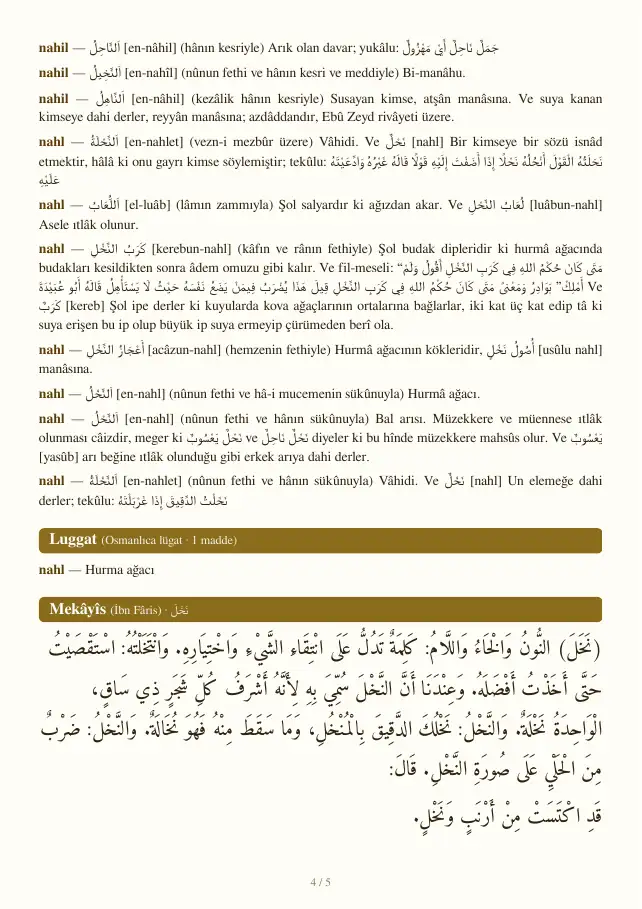 nahil — اَلنَّاحِلُ [en-nâhil] (hânın kesriyle) Arık olan davar; yukâlu: جَمَلٌ نَاحِلٌ أَيْ مَهْزُولٌ
nahil — اَلنَّخِيلُ [en-nahîl] (nûnun fethi ve hânın kesri ve meddiyle) Bi-manâhu.
nahil — اَلنَّاهِلُ [en-nâhil] (kezâlik hânın kesriyle) Susayan kimse, atşân manâsına. Ve suya kanan
kimseye dahi derler, reyyân manâsına; azdâddandır, Ebû Zeyd rivâyeti üzere.
nahl — اَلنَّحْلَةُ [en-nahlet] (vezn-i mezbûr üzere) Vâhidi. Ve نَحْلٌ [nahl] Bir kimseye bir sözü isnâd
etmektir, hâlâ ki onu gayrı kimse söylemiştir; tekûlu: نَحَلْتُهُ الْقَوْلَ أَنْحَلُهُ نَحْلًا إِذَا أَضَفْتَ إِلَيْهِ قَوْلًا قَالَهُ غَيْرُهُ وَادَّعَيْتَهُ
عَلَيْهِ
nahl — اَللُّعَابُ [el-luâb] (lâmın zammıyla) Şol salyardır ki ağızdan akar. Ve لُعَابُ النَّحْلِ [luâbun-nahl]
Asele ıtlâk olunur.
nahl — كَرَبُ النَّخْلِ [kerebun-nahl] (kâfın ve rânın fethiyle) Şol budak dipleridir ki hurmâ ağacında
budakları kesildikten sonra âdem omuzu gibi kalır. Ve fil-meseli: “مَتَى كَانَ حُكْمُ اللهِ فِي كَرَبِ النَّخْلِ أَقُولُ وَلَمْ
أَمْلِكْ” بَوَادِرُ وَمَعْنَى مَتَى كَانَ حُكْمُ اللهِ فِي كَرَبِ النَّخْلِ قِيلَ هَذَا يُضْرَبُ فِيمَنْ يَضَعُ نَفْسَهُ حَيْثُ لَا يَسْتَأْهِلُ قَالَهُ أَبُو عُبَيْدَةَ Ve
كَرَبٌ [kereb] Şol ipe derler ki kuyularda kova ağaçlarının ortalarına bağlarlar, iki kat üç kat edip tâ ki
suya erişen bu ip olup büyük ip suya ermeyip çürümeden berî ola.
nahl — أَعْجَازُ النَّخْلِ [acâzun-nahl] (hemzenin fethiyle) Hurmâ ağacının kökleridir, أُصُولُ نَخْلٍ [usûlu nahl]
manâsına.
nahl — اَلنَّخْلُ [en-nahl] (nûnun fethi ve hâ-i mucemenin sükûnuyla) Hurmâ ağacı.
nahl — اَلنَّحْلُ [en-nahl] (nûnun fethi ve hânın sükûnuyla) Bal arısı. Müzekkere ve müennese ıtlâk
olunması câizdir, meger ki نَحْلٌ يَعْسُوبٌ ve نَحْلٌ نَاحِلٌ diyeler ki bu hînde müzekkere mahsûs olur. Ve يَعْسُوبٌ
[yasûb] arı beğine ıtlâk olunduğu gibi erkek arıya dahi derler.
nahl — اَلنَّخْلَةُ [en-nahlet] (nûnun fethi ve hânın sükûnuyla) Vâhidi. Ve نَخْلٌ [nahl] Un elemeğe dahi
derler; tekûlu: نَخَلْتُ الدَّقِيقَ إِذَا غَرْبَلْتَهُ
Luggat (Osmanlıca lügat · 1 madde)
nahl — Hurma ağacı
Mekâyîs (İbn Fâris) · نَخَلَ
(نَخَلَ) النُّونُ وَالْخَاءُ وَاللَّامُ: كَلِمَةٌ تَدُلُّ عَلَى انْتِقَاءِ الشَّيْءِ وَاخْتِيَارِهِ. وَانْتَخَلْتُهُ: اسْتَقْصَيْتُ
حَتَّى أَخَذْتُ أَفْضَلَهُ. وَعِنْدَنَا أَنَّ النَّخْلَ سُمِّيَ بِهِ لِأَنَّهُ أَشْرَفُ كُلِّ شَجَرٍ ذِي سَاقٍ،
الْوَاحِدَةُ نَخْلَةٌ. وَالنَّخْلُ: نَخْلُكَ الدَّقِيقَ بِالْمُنْخُلِ، وَمَا سَقَطَ مِنْهُ فَهُوَ نُخَالَةٌ. وَالنَّخْلُ: ضَرْبٌ
مِنَ الْحَلْيِ عَلَى صُورَةِ النَّخْلِ. قَالَ:
قَدِ اكْتَسَتْ مِنْ أَرْنَبٍ وَنَخْلٍ.
4 / 5